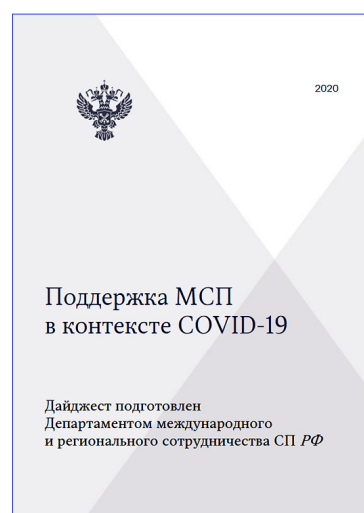 2020
Поддержка МСП
в контексте COVID-19
Дайджест подготовлен
Департаментом международного
и регионального сотрудничества СП РФ